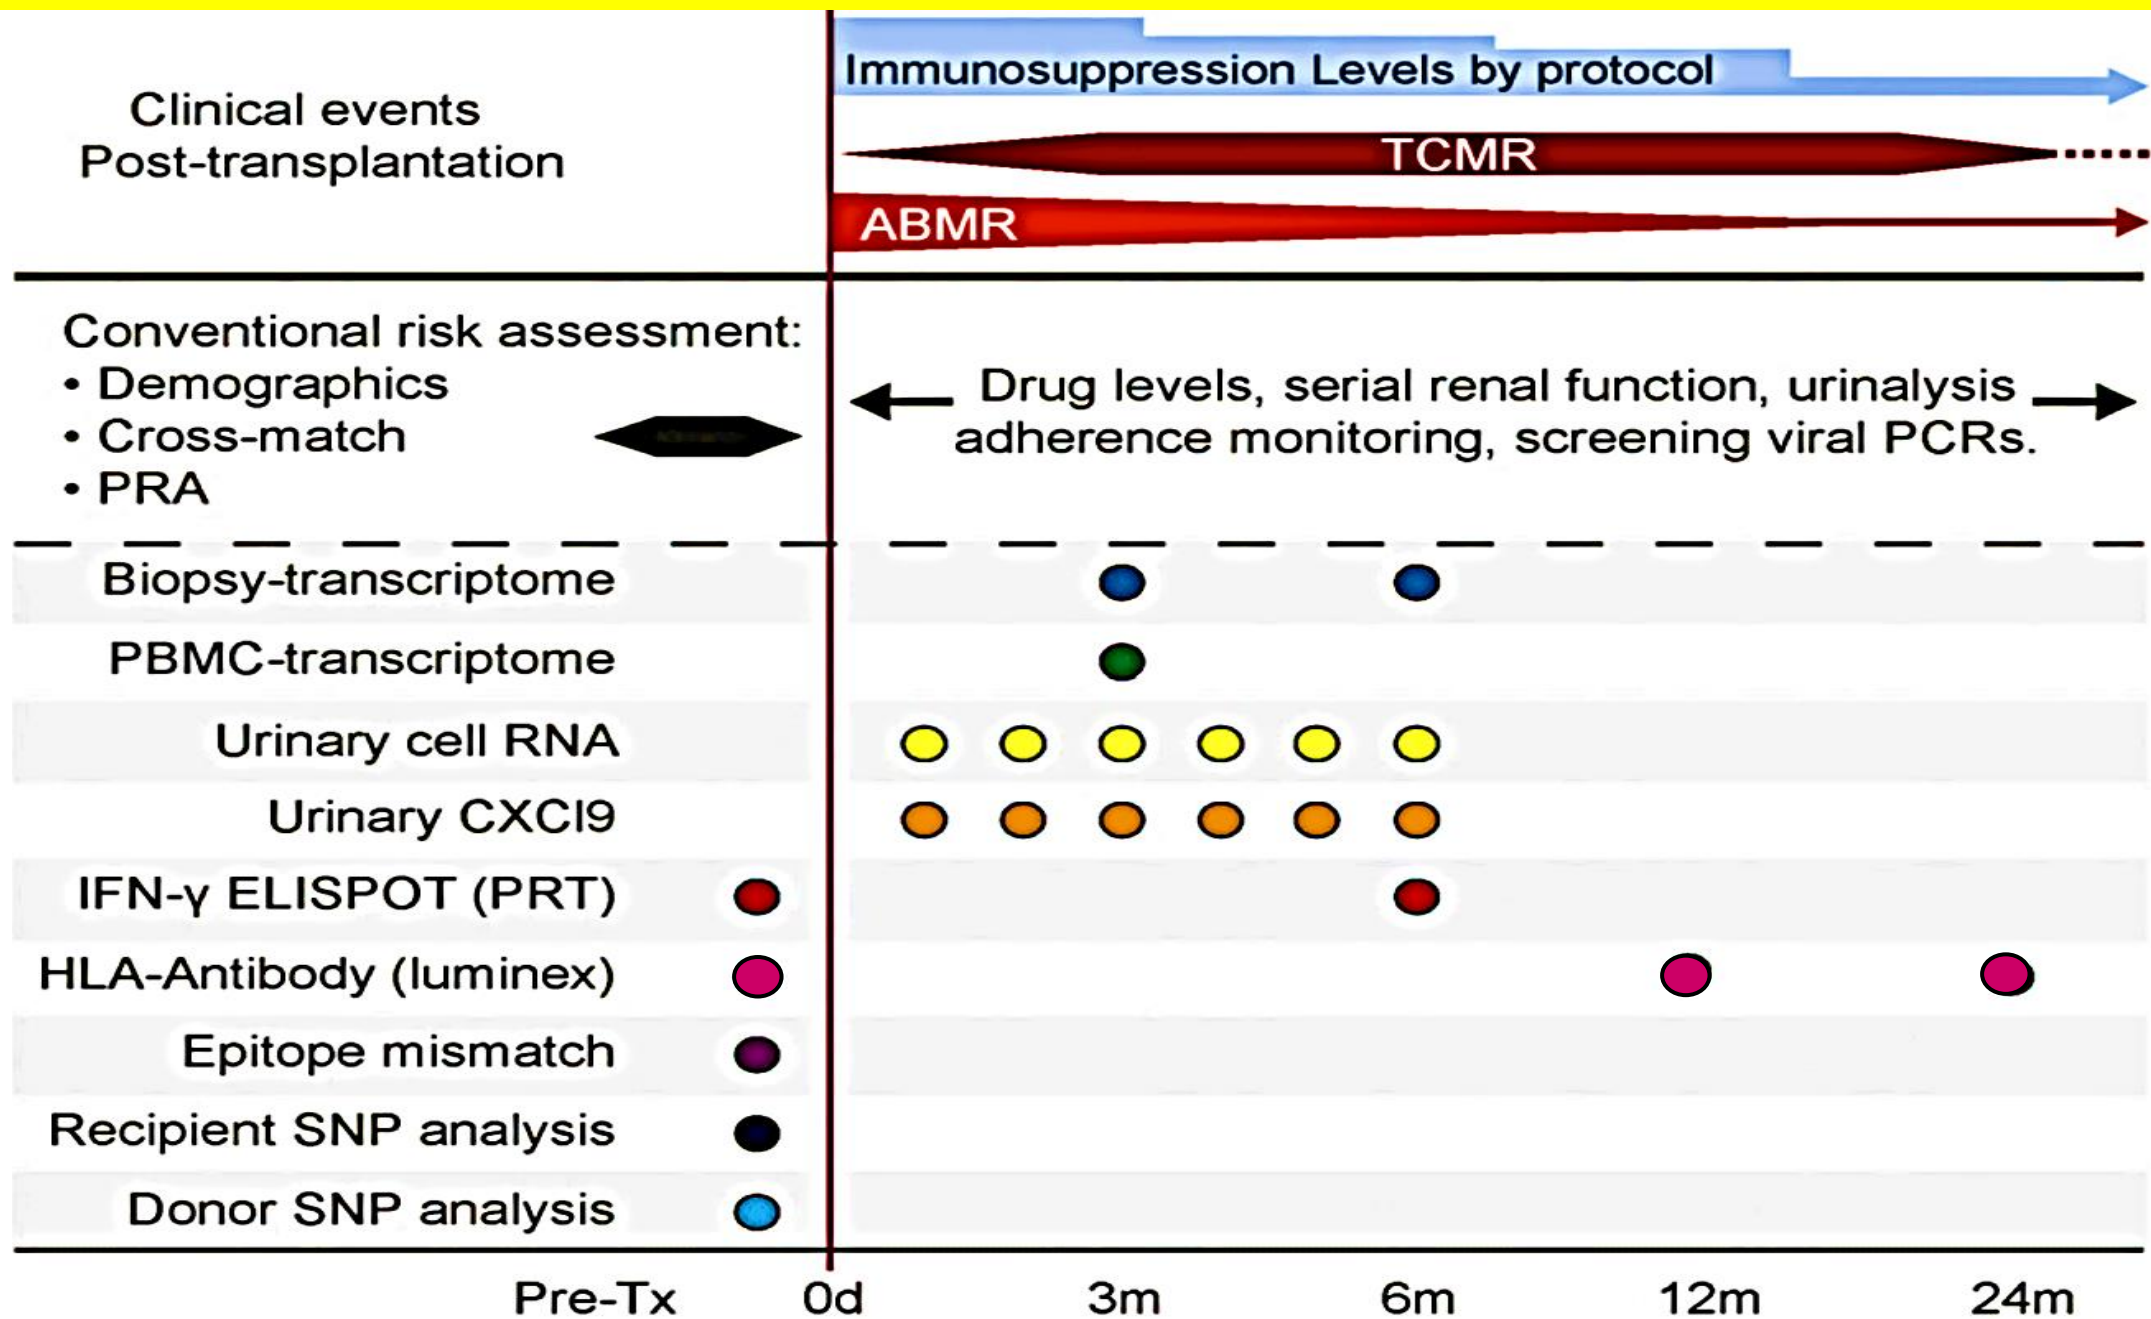 Immunosuppression Levels by protocol
Clinical events
Post-transplantation
TCMR
ABMR
Conventional risk assessment:
• Demographics
• Cross-match
• PRA
Drug levels, serial renal function, urinalysis
adherence monitoring, screening viral PCRs.
Biopsy-transcriptome
PBMC-transcriptome
Urinary cell RNA
Urinary CXCl9
IFN-γ ELISPOT (PRT)
HLA-Antibody (luminex)
Epitope mismatch
Recipient SNP analysis
Donor SNP analysis
Pre-Tx 0d 3m 6m 12m 24m